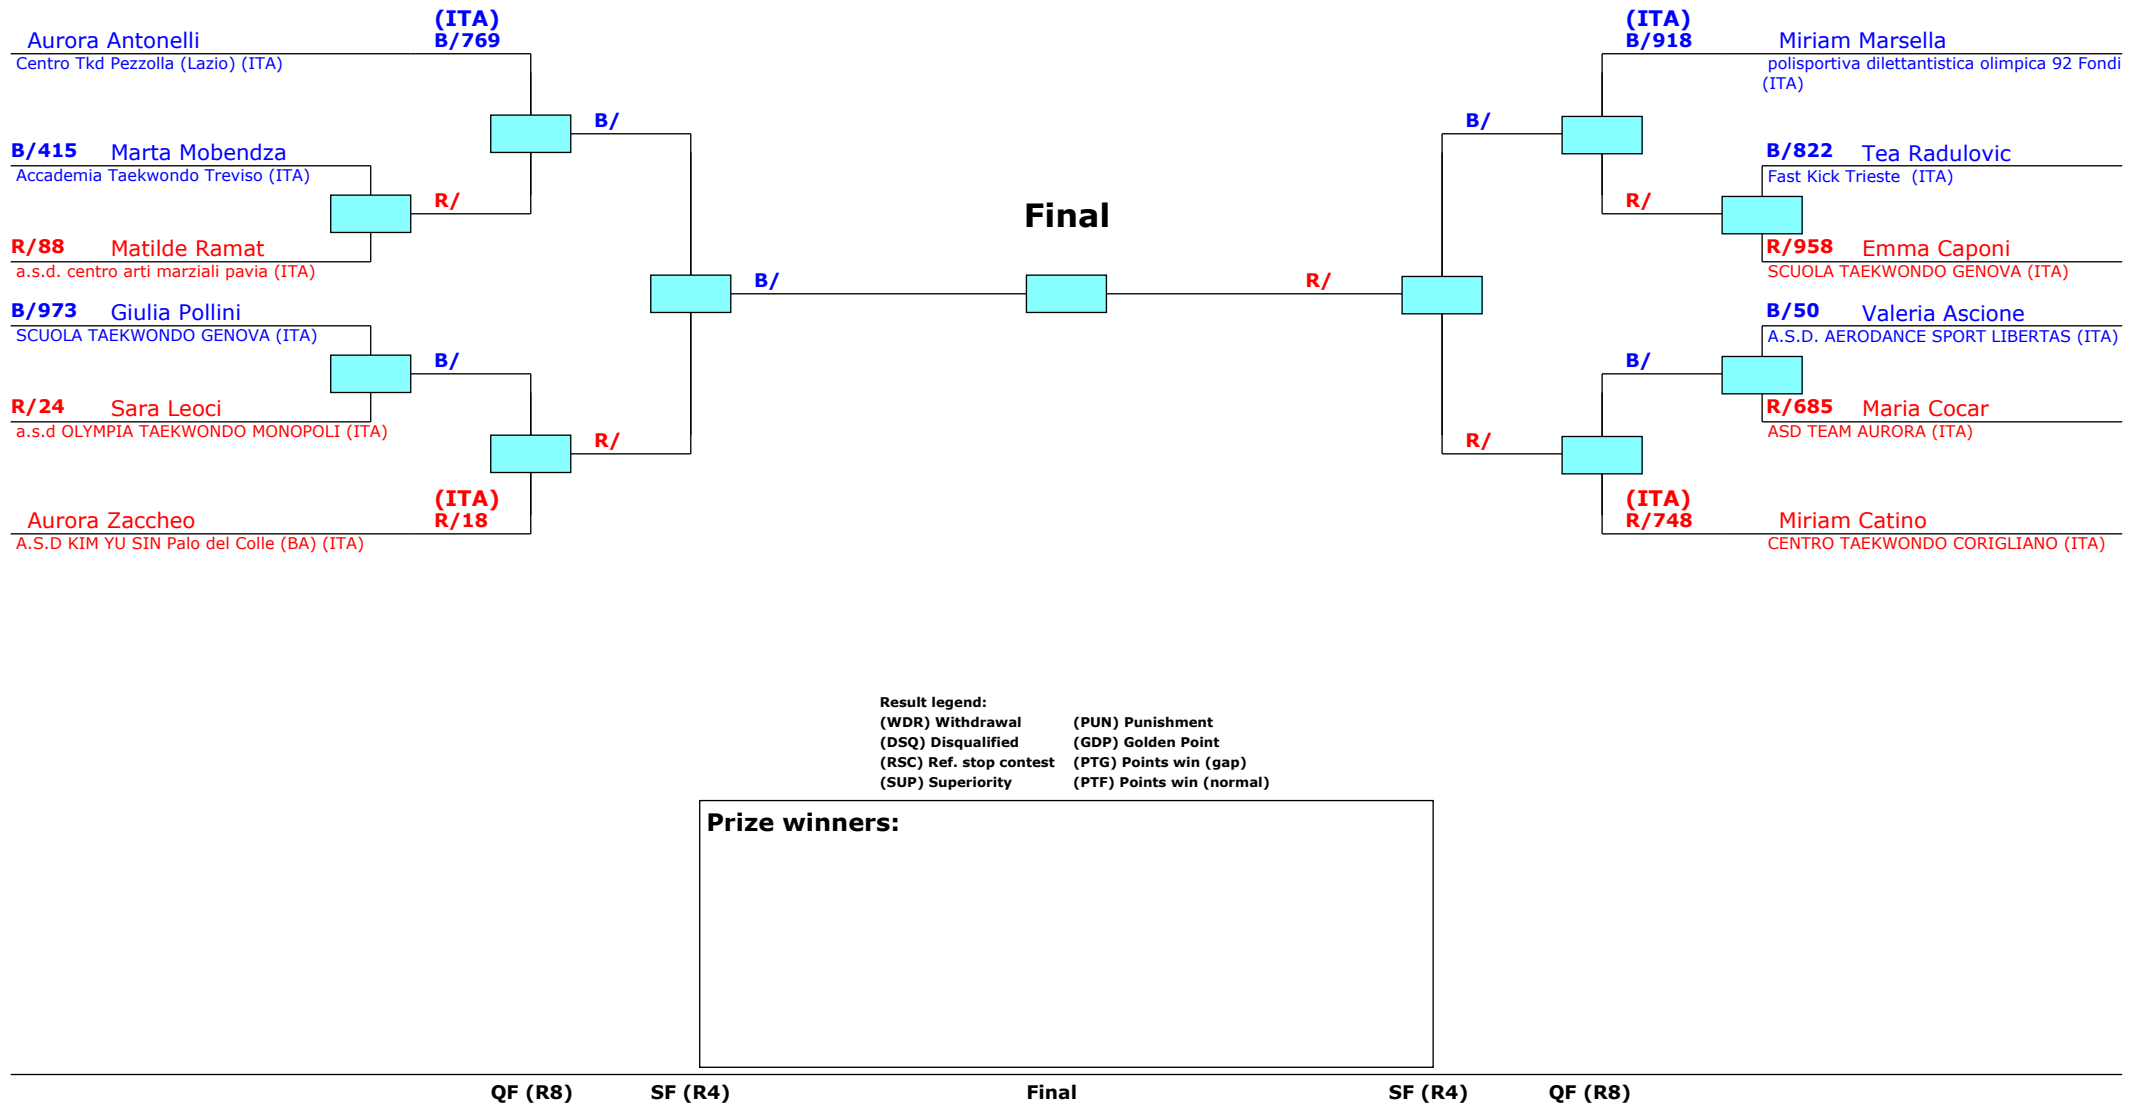 (ITA)
B/769
Aurora Antonelli
Centro Tkd Pezzolla (Lazio) (ITA)
B/
B/415 Marta Mobendza
Accademia Taekwondo Treviso (ITA)
R/
R/88 Matilde Ramat
a.s.d. centro arti marziali pavia (ITA)
B/
B/973 Giulia Pollini
SCUOLA TAEKWONDO GENOVA (ITA)
B/
R/24 Sara Leoci
a.s.d OLYMPIA TAEKWONDO MONOPOLI (ITA)
R/
(ITA)
R/18
Aurora Zaccheo
A.S.D KIM YU SIN Palo del Colle (BA) (ITA)
Final
(ITA)
B/918 Miriam Marsella
polisportiva dilettantistica olimpica 92 Fondi
(ITA)
B/
B/822 Tea Radulovic
Fast Kick Trieste (ITA)
R/
R/958 Emma Caponi
SCUOLA TAEKWONDO GENOVA (ITA)
R/
B/50 Valeria Ascione
A.S.D. AERODANCE SPORT LIBERTAS (ITA)
B/
R/685 Maria Cocar
ASD TEAM AURORA (ITA)
R/
(ITA)
R/748 Miriam Catino
CENTRO TAEKWONDO CORIGLIANO (ITA)
Result legend:
(WDR) Withdrawal (PUN) Punishment
(DSQ) Disqualified (GDP) Golden Point
(RSC) Ref. stop contest (PTG) Points win (gap)
(SUP) Superiority (PTF) Points win (normal)
Prize winners:
QF (R8) SF (R4) Final SF (R4) QF (R8)